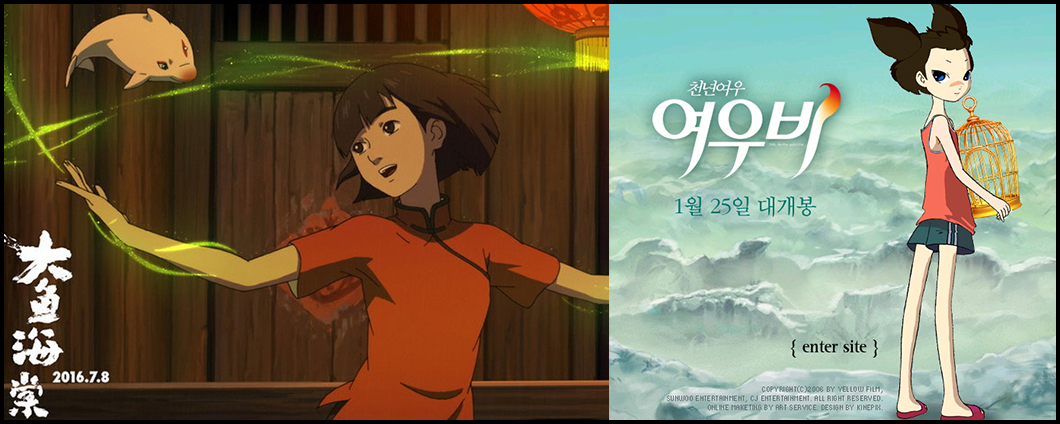 大鱼海棠
2016.7.8
천년여우
여우비
1월 25일 대개봉
{ enter site }
COPYRIGHT(C)2006 BY YELLOW FILM,
SUNWOO ENTERTAINMENT, CJ ENTERTAINMENT. ALL RIGHT RESERVED.
ONLINE MAKETING BY ART SERVICE. DESIGN BY KINEPIX.